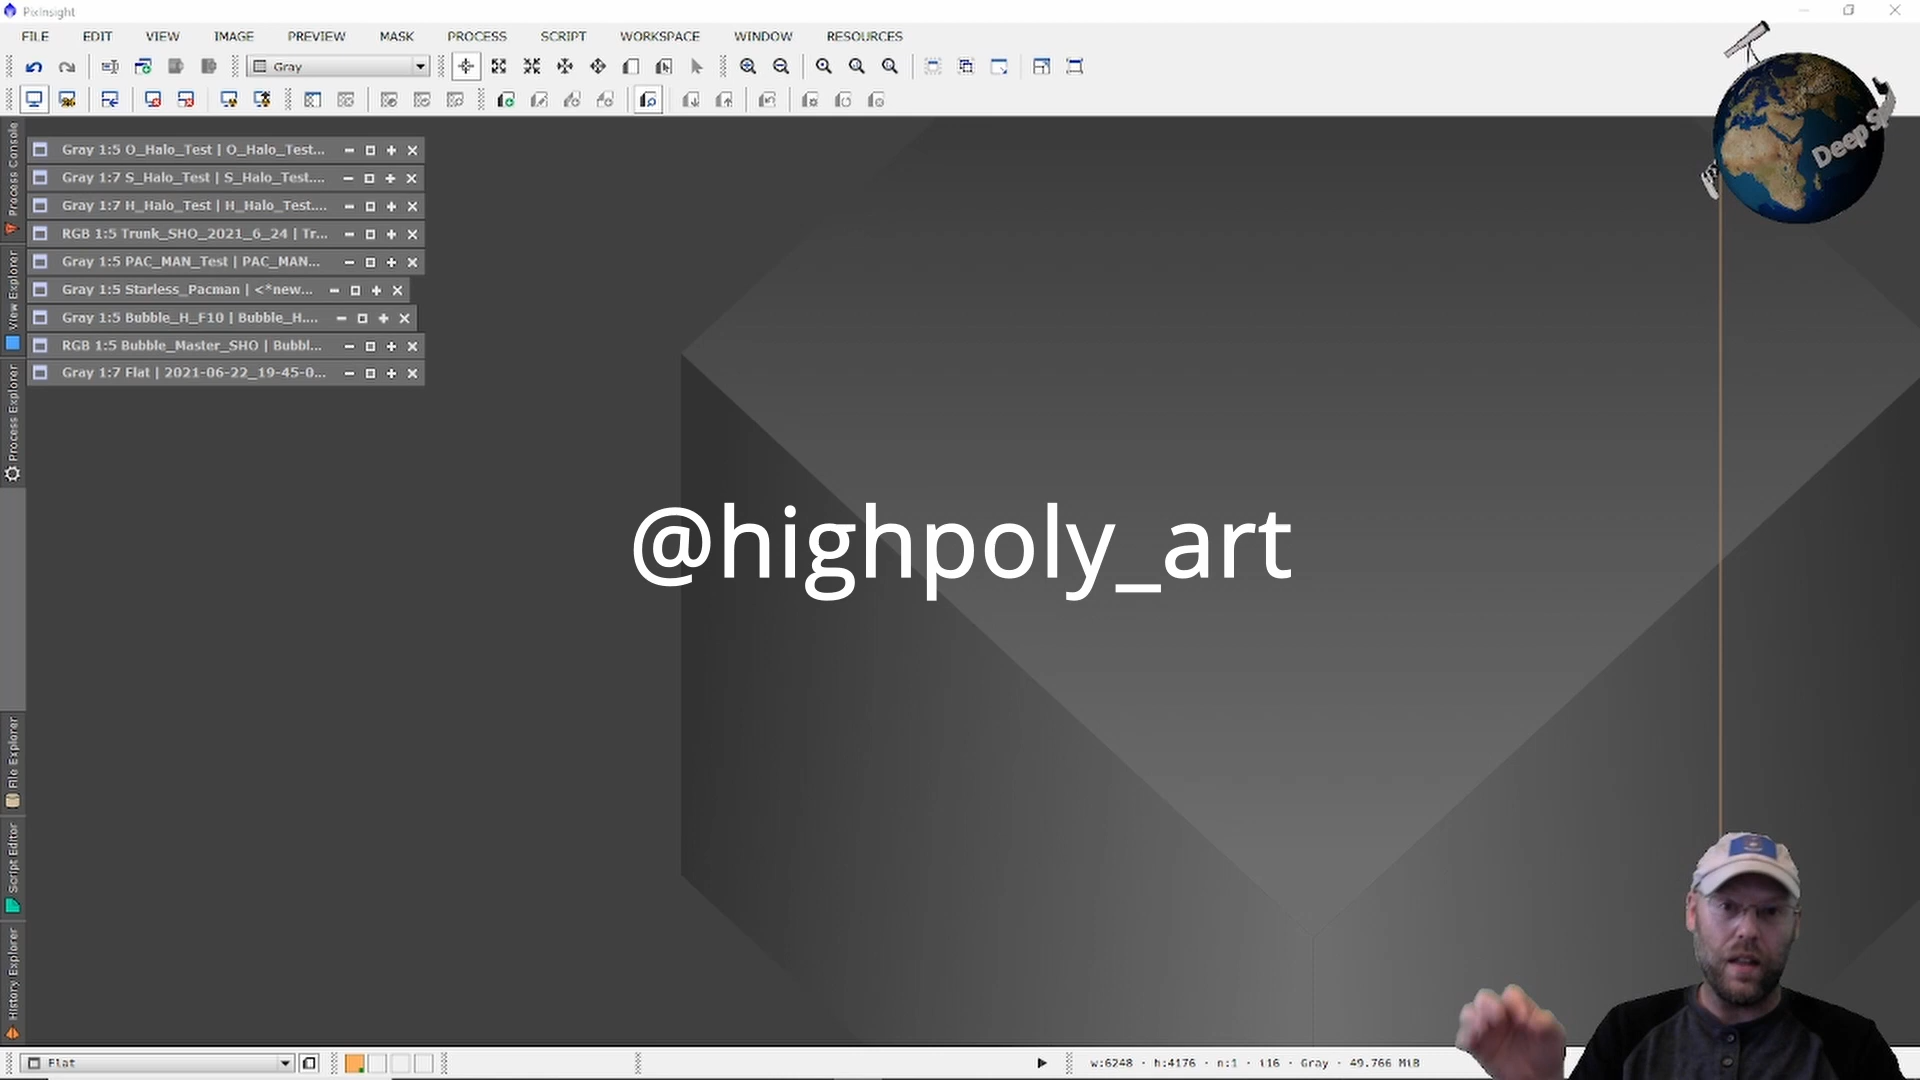 PixInsight
FILE EDIT VIEW IMAGE PREVIEW MASK PROCESS SCRIPT WORKSPACE WINDOW RESOURCES
Gray
Process Console
View Explorer
Process Explorer
File Explorer
Script Editor
History Explorer
Gray 1:5 O_Halo_Test | O_Halo_Test...
Gray 1:7 S_Halo_Test | S_Halo_Test....
Gray 1:7 H_Halo_Test | H_Halo_Test....
RGB 1:5 Trunk_SHO_2021_6_24 | Tr...
Gray 1:5 PAC_MAN_Test | PAC_MAN...
Gray 1:5 Starless_Pacman | <*new...
Gray 1:5 Bubble_H_F10 | Bubble_H....
RGB 1:5 Bubble_Master_SHO | Bubbl...
Gray 1:7 Flat | 2021-06-22_19-45-0...
Deep
@highpoly_art
Flat
w:6248 · h:4176 · n:1 · i16 · Gray · 49.766 MiB